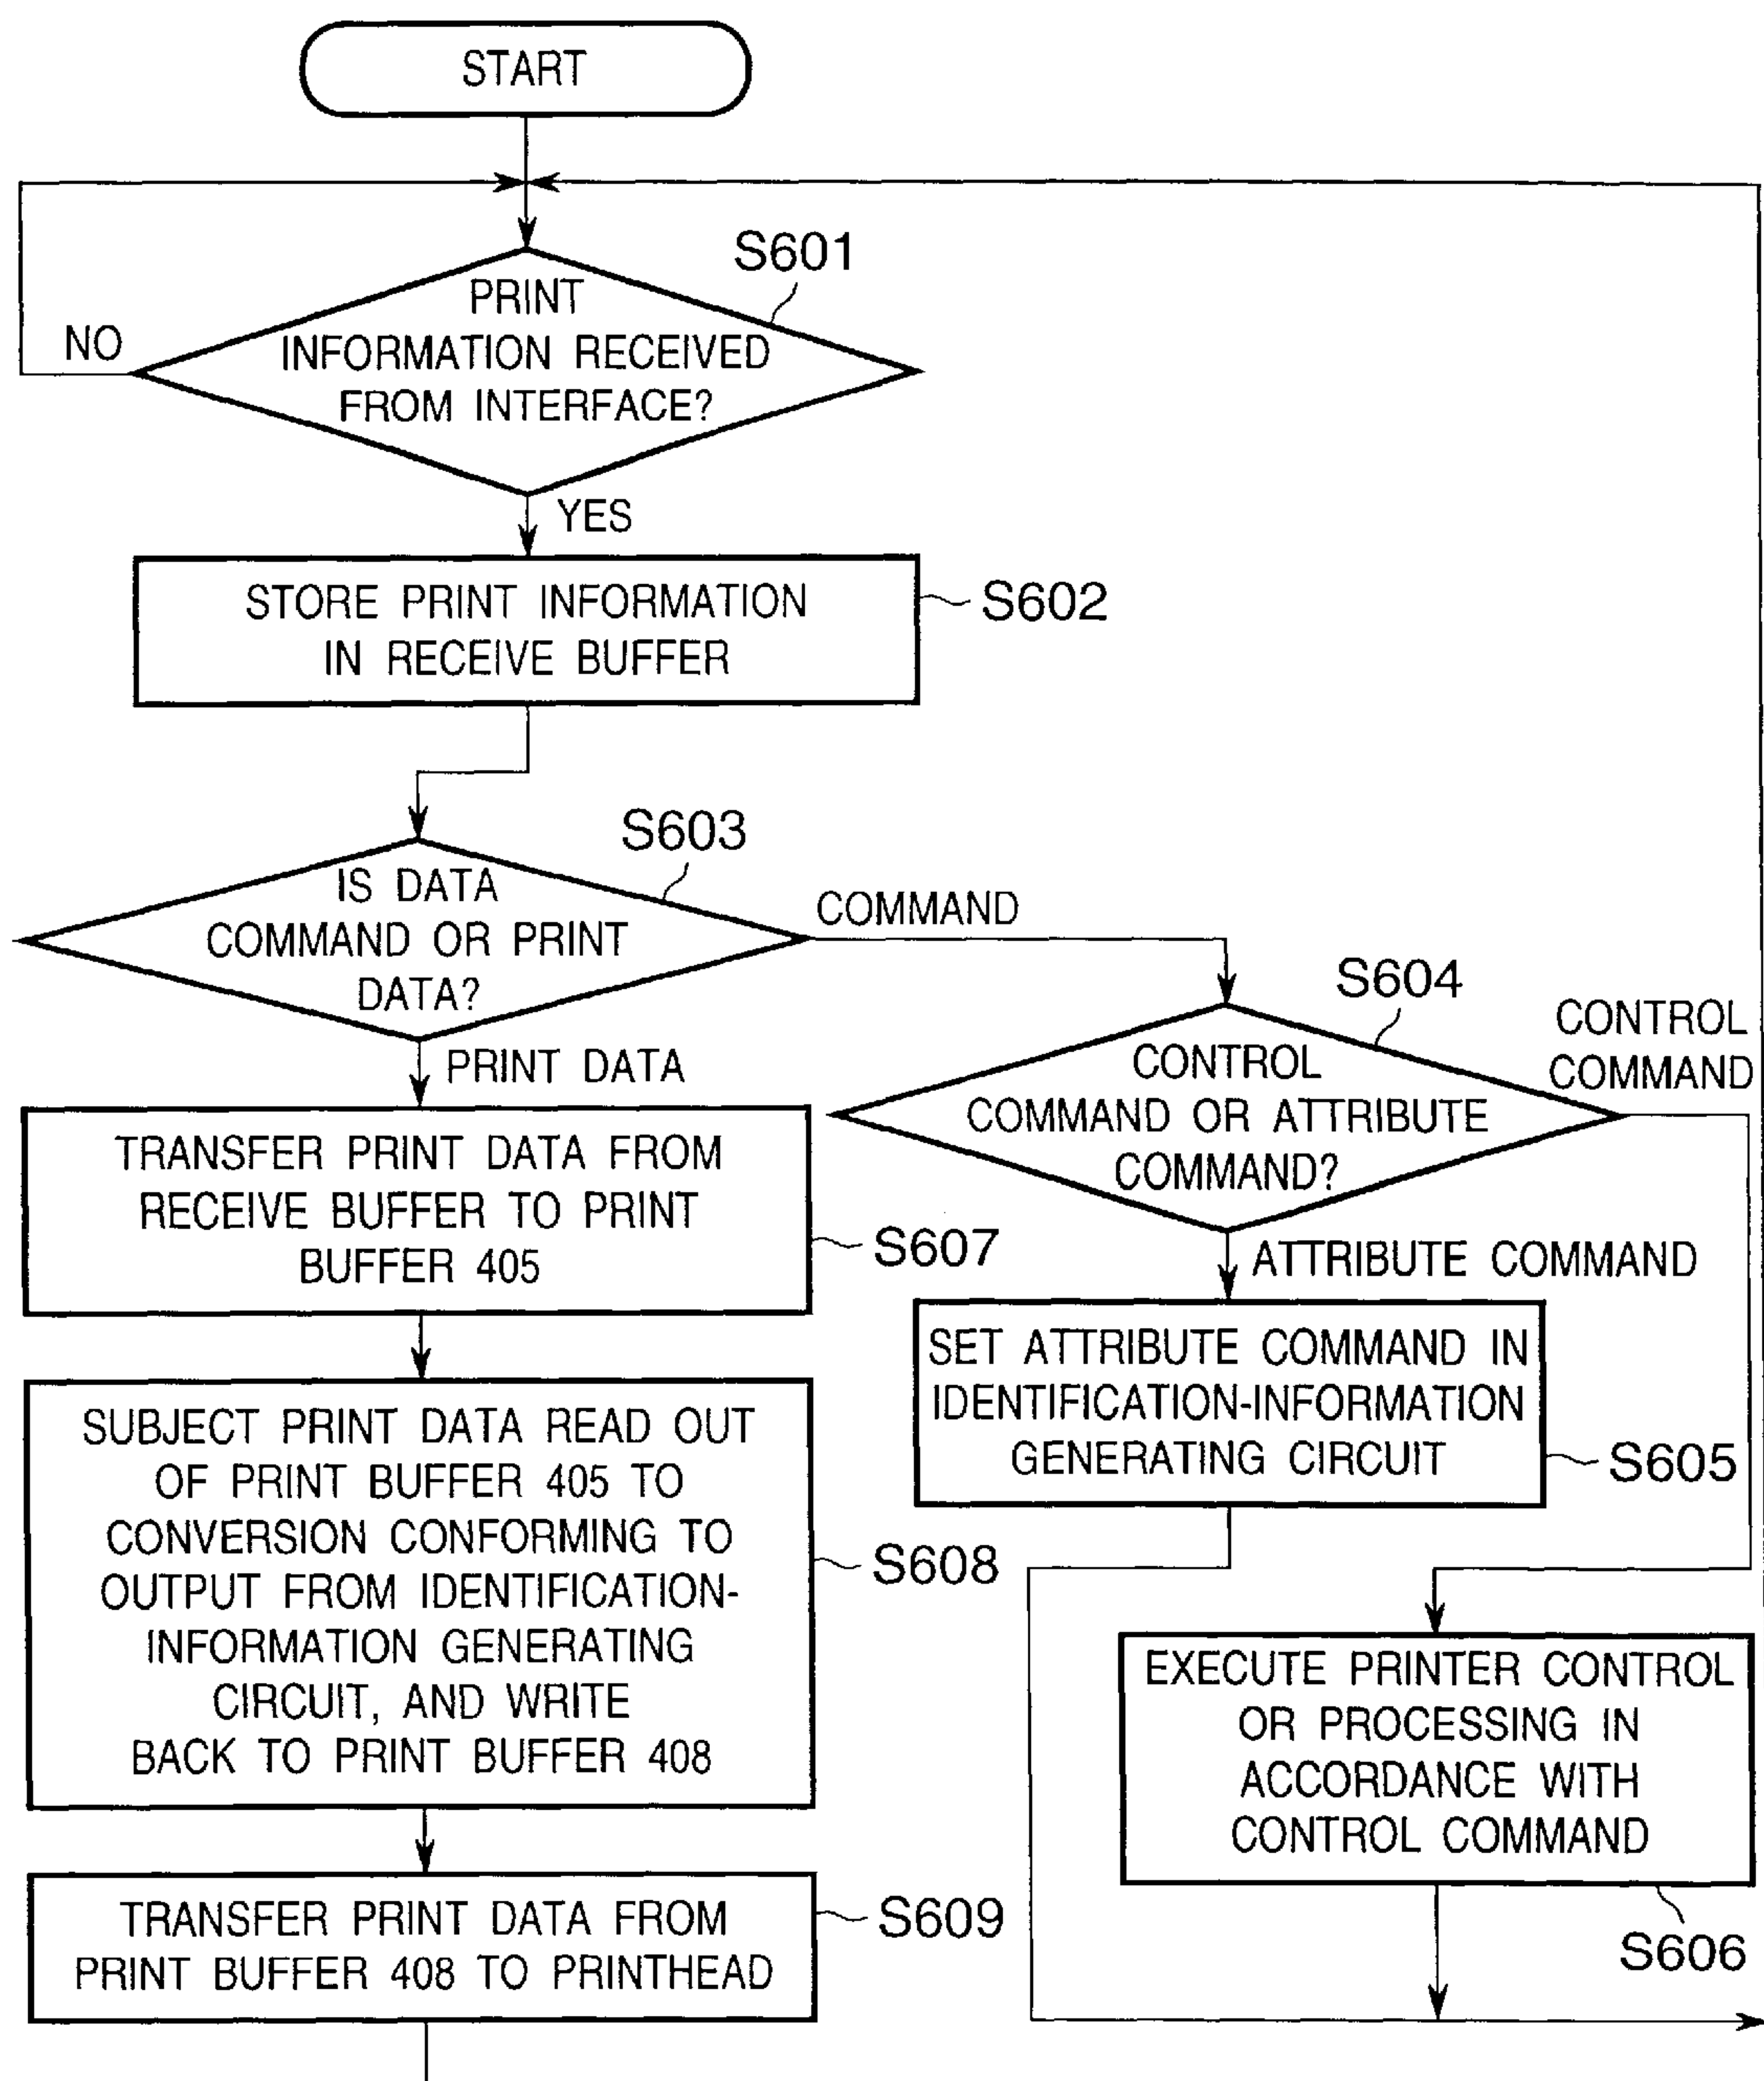 START
S601
PRINT
INFORMATION RECEIVED
FROM INTERFACE?
NO
YES
STORE PRINT INFORMATION
IN RECEIVE BUFFER
S602
S603
IS DATA
COMMAND OR PRINT
DATA?
COMMAND
PRINT DATA
S604
CONTROL
COMMAND OR ATTRIBUTE
COMMAND?
CONTROL
COMMAND
ATTRIBUTE COMMAND
SET ATTRIBUTE COMMAND IN
IDENTIFICATION-INFORMATION
GENERATING CIRCUIT
S605
EXECUTE PRINTER CONTROL
OR PROCESSING IN
ACCORDANCE WITH
CONTROL COMMAND
S606
TRANSFER PRINT DATA FROM
RECEIVE BUFFER TO PRINT
BUFFER 405
S607
SUBJECT PRINT DATA READ OUT
OF PRINT BUFFER 405 TO
CONVERSION CONFORMING TO
OUTPUT FROM IDENTIFICATION-
INFORMATION GENERATING
CIRCUIT, AND WRITE
BACK TO PRINT BUFFER 408
S608
TRANSFER PRINT DATA FROM
PRINT BUFFER 408 TO PRINTHEAD
S609